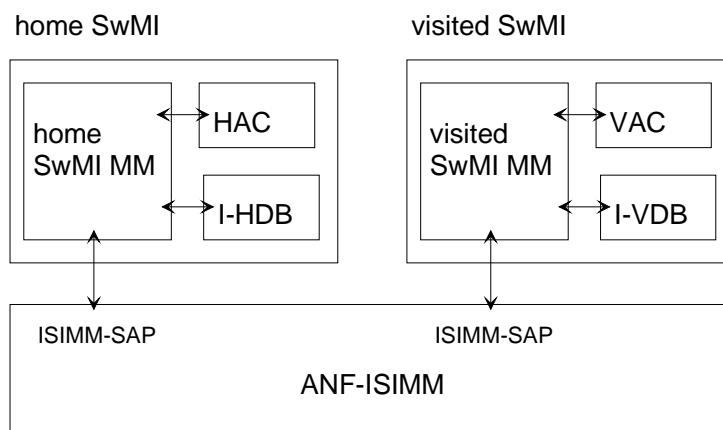 home SwMI
visited SwMI
home
SwMI MM
HAC
I-HDB
visited
SwMI MM
VAC
I-VDB
ISIMM-SAP
ISIMM-SAP
ANF-ISIMM